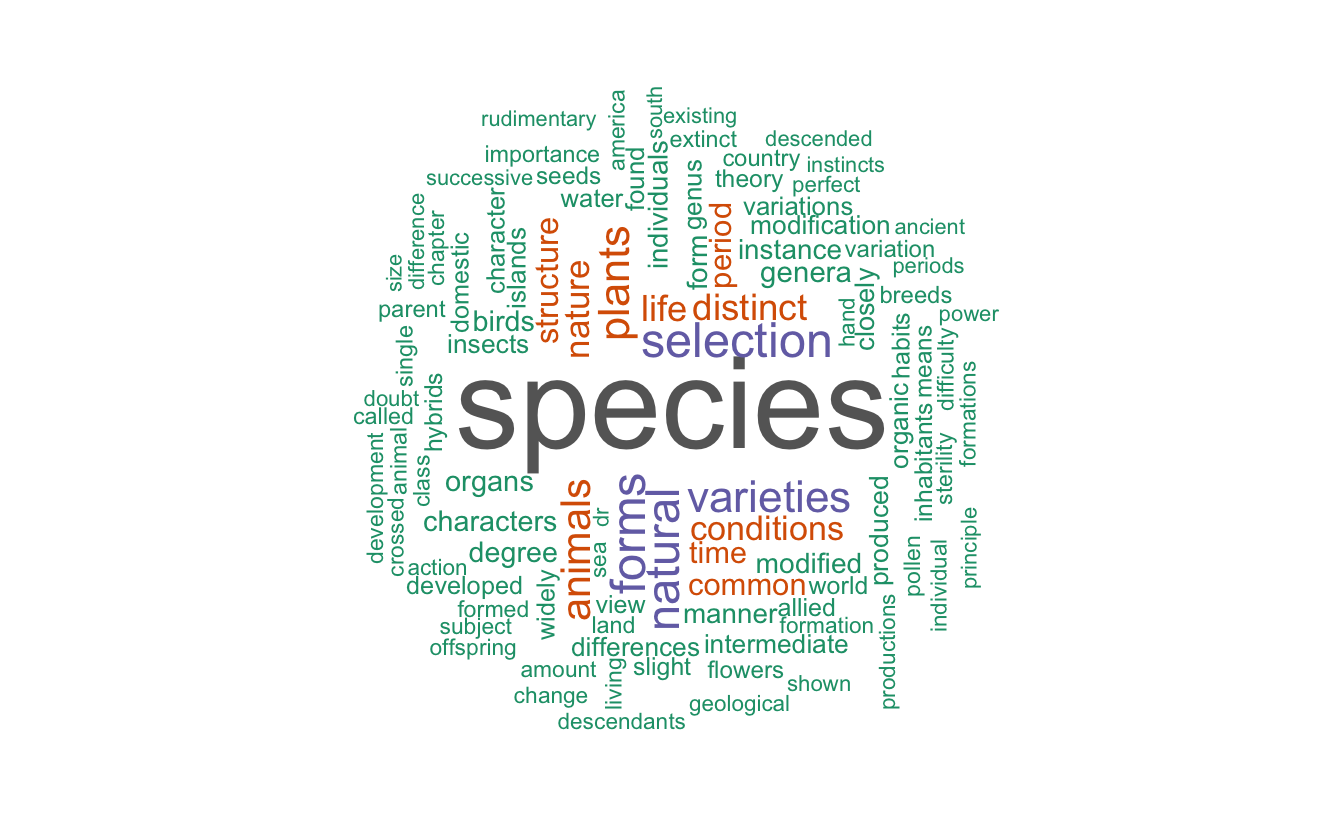 rudimentary
america
south
existing
importance
extinct
descended
successive
seeds
found
individuals
country
instincts
water
genus
theory
perfect
difference
chapter
character
structure
plants
period
variations
modification
ancient
size
domestic
islands
nature
form
instance
variation
genera
periods
parent
birds
life
distinct
hand
closely
breeds
power
insects
selection
single
species
habits
means
difficulty
doubt
called
hybrids
organic
inhabitants
formations
development
animal
class
organs
sterility
crossed
characters
animals
dr
forms
natural
varieties
conditions
produced
degree
sea
time
modified
pollen
principle
action
developed
widely
common
world
individual
formed
view
manner
allied
subject
land
formation
offspring
differences
intermediate
productions
amount
living
slight
flowers
change
shown
geological
descendants